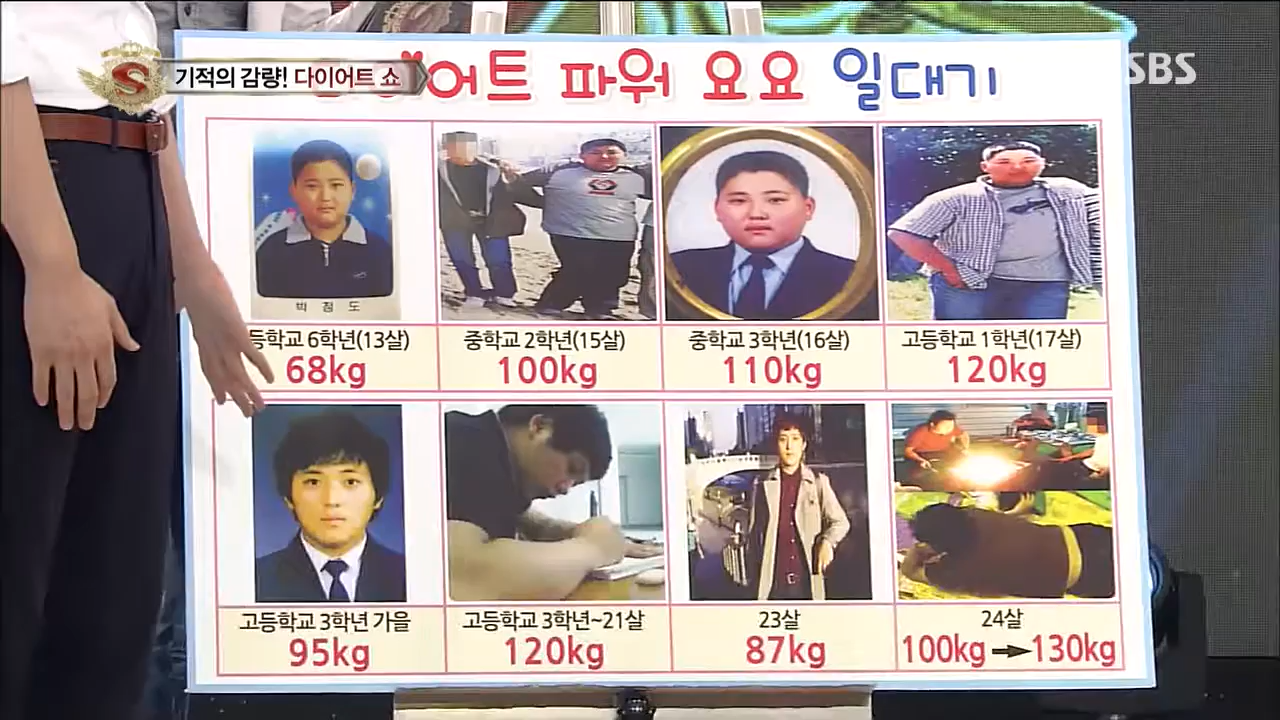 기적의 감량! 다이어트 쇼
S
SBS
어트 파워 요요 일대기
박 점 도
등학교 6학년(13살)
68kg
중학교 2학년(15살)
100kg
중학교 3학년(16살)
110kg
고등학교 1학년(17살)
120kg
고등학교 3학년 가을
95kg
고등학교 3학년~21살
120kg
23살
87kg
24살
100kg➞130kg